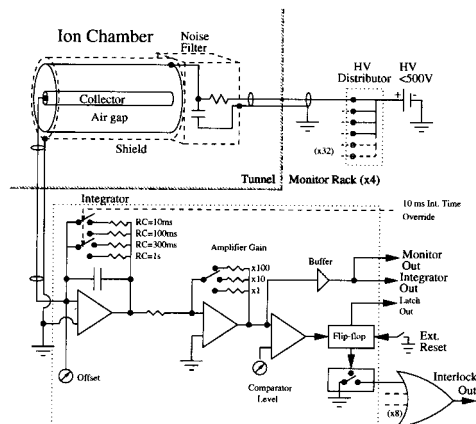 Ion Chamber
Noise
Filter
HV
Distributor
HV
<500V
+
-
Collector
Air gap
Shield
(x32)
Tunnel
Monitor Rack (x4)
Integrator
10 ms Int. Time
Override
RC=10ms
RC=100ms
RC=300ms
RC=1s
Amplifier Gain
x100
x10
x1
Buffer
Monitor
Out
Integrator
Out
Latch
Out
Flip-flop
Ext.
Reset
Offset
Comparator
Level
(x8)
Interlock
Out